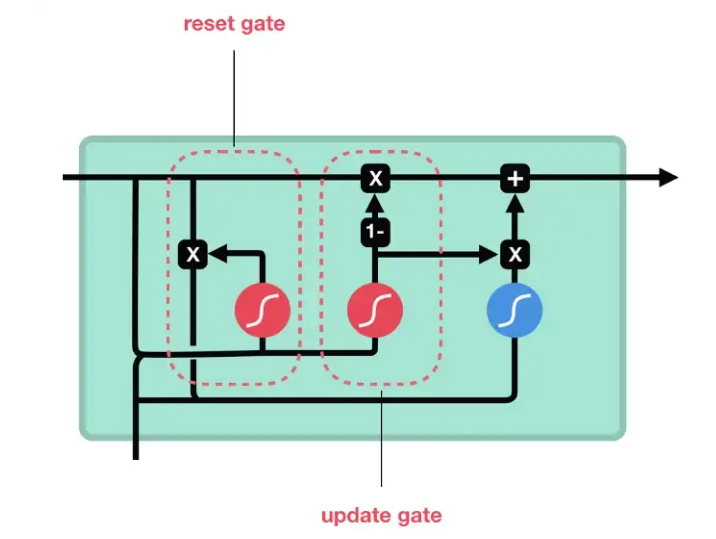 reset gate
X
+
1-
X
X
update gate